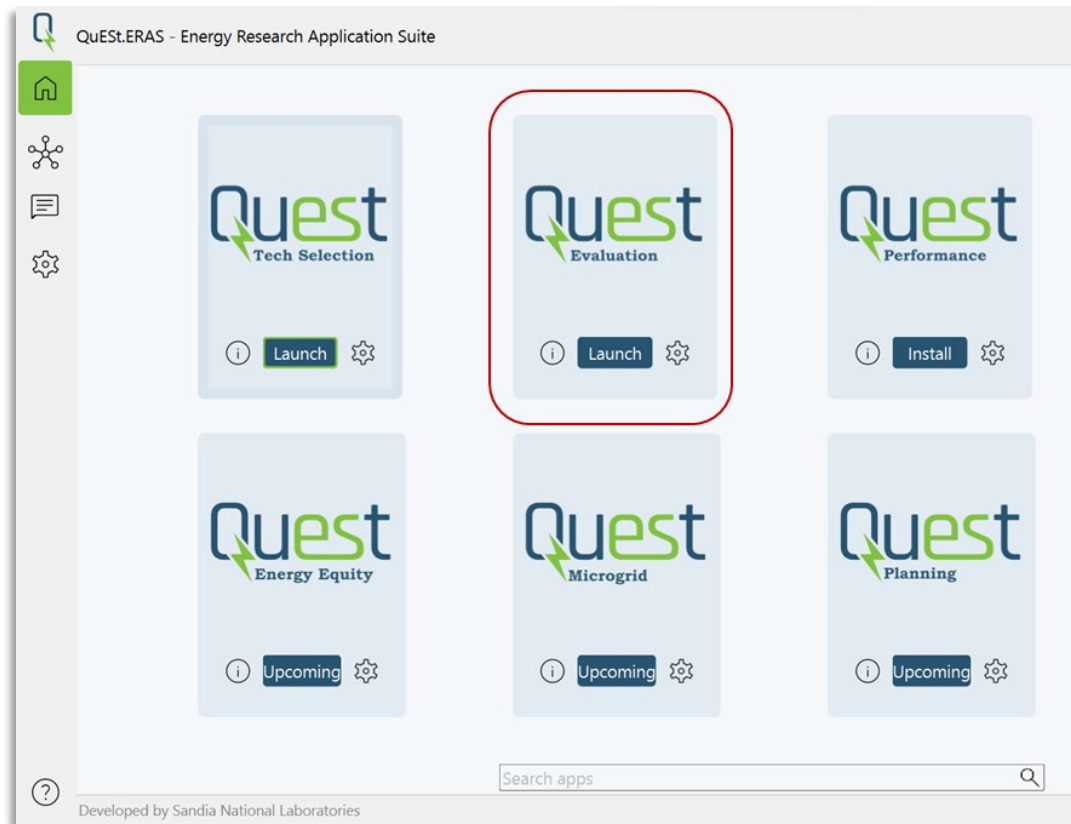 QuESt.ERAS - Energy Research Application Suite
Quest
Tech Selection
Launch
Quest
Evaluation
Launch
Quest
Performance
Install
Quest
Energy Equity
Upcoming
Quest
Microgrid
Upcoming
Quest
Planning
Upcoming
Search apps
Developed by Sandia National Laboratories